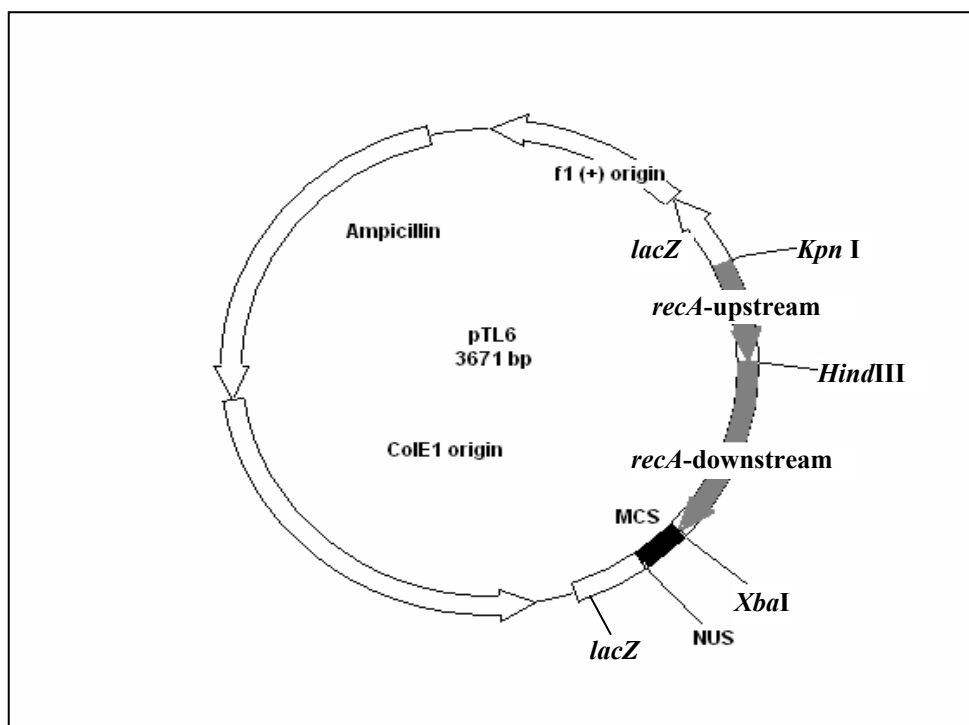 f1 (+) origin
Ampicillin
lacZ
Kpn I
recA-upstream
pTL6
3671 bp
HindIII
ColE1 origin
recA-downstream
MCS
XbaI
NUS
lacZ